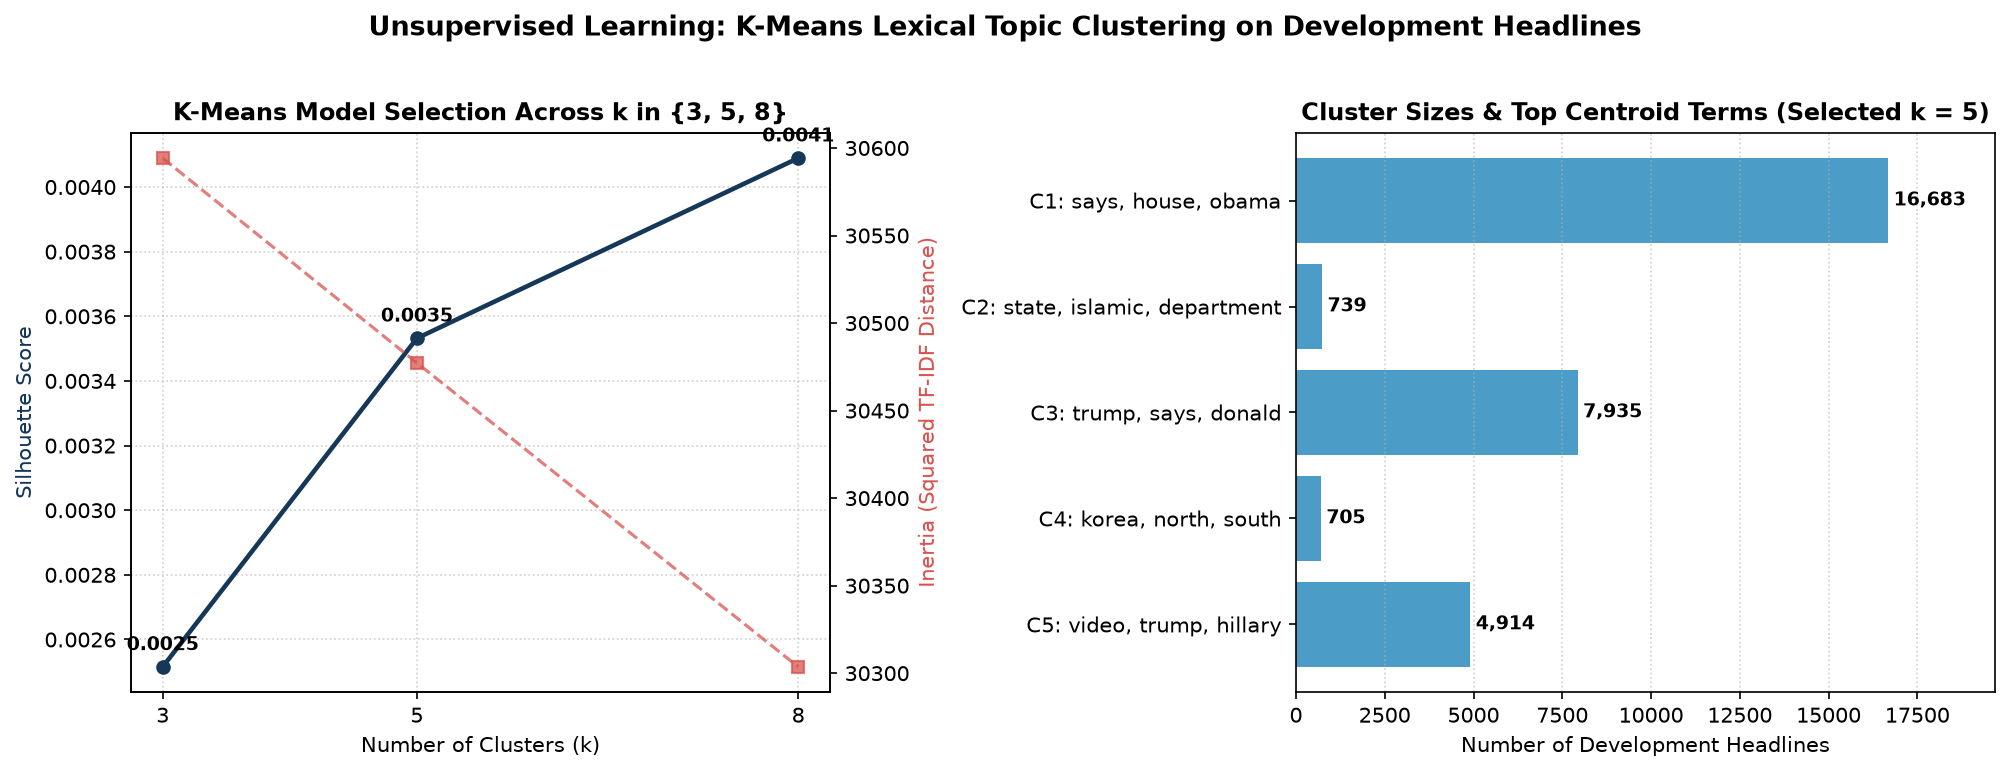 Unsupervised Learning: K-Means Lexical Topic Clustering on Development Headlines
K-Means Model Selection Across k in {3, 5, 8}
Silhouette Score
0.0040
0.0038
0.0036
0.0034
0.0032
0.0030
0.0028
0.0026
0.0025
0.0035
0.0041
30600
30550
30500
30450
30400
30350
30300
Inertia (Squared TF-IDF Distance)
3
5
8
Number of Clusters (k)
Cluster Sizes & Top Centroid Terms (Selected k = 5)
C1: says, house, obama
16,683
C2: state, islamic, department
739
C3: trump, says, donald
7,935
C4: korea, north, south
705
C5: video, trump, hillary
4,914
0
2500
5000
7500
10000
12500
15000
17500
Number of Development Headlines